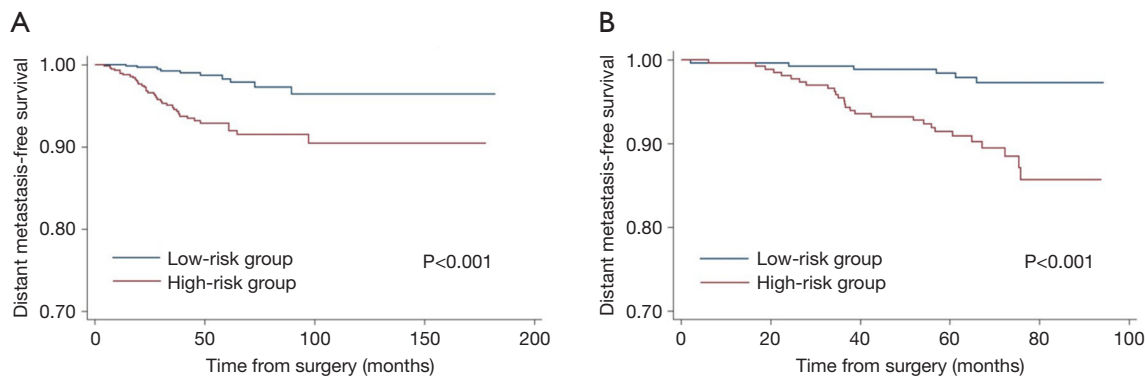 A
Distant metastasis-free survival
1.00
0.90
0.80
0.70
Low-risk group
High-risk group
P<0.001
0
50
100
150
200
Time from surgery (months)
B
Distant metastasis-free survival
1.00
0.90
0.80
0.70
Low-risk group
High-risk group
P<0.001
0
20
40
60
80
100
Time from surgery (months)